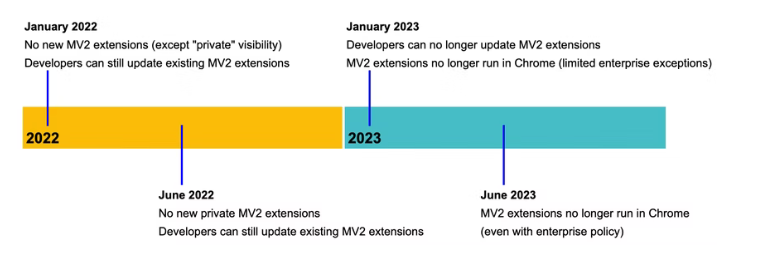 January 2022
No new MV2 extensions (except "private" visibility)
Developers can still update existing MV2 extensions
January 2023
Developers can no longer update MV2 extensions
MV2 extensions no longer run in Chrome (limited enterprise exceptions)
2022
2023
June 2022
No new private MV2 extensions
Developers can still update existing MV2 extensions
June 2023
MV2 extensions no longer run in Chrome
(even with enterprise policy)